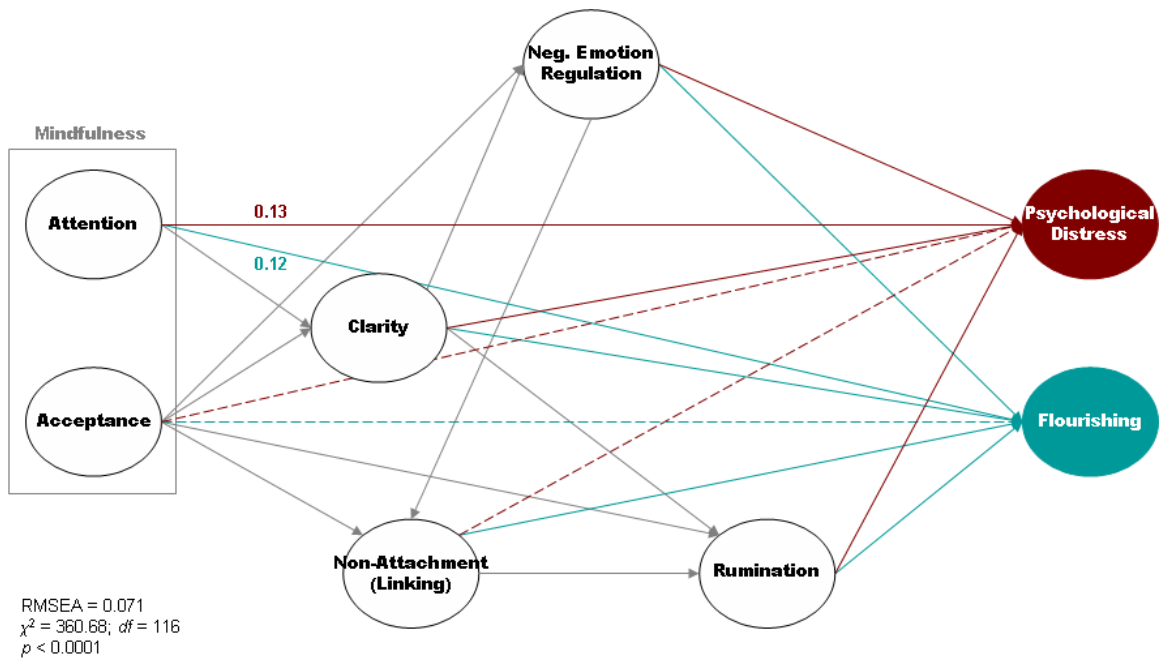 Neg. Emotion
Regulation
Mindfulness
Attention
0.13
Psychological
Distress
0.12
Clarity
Acceptance
Flourishing
Non-Attachment
(Linking)
Rumination
RMSEA = 0.071
χ² = 360.68; df = 116
p < 0.0001